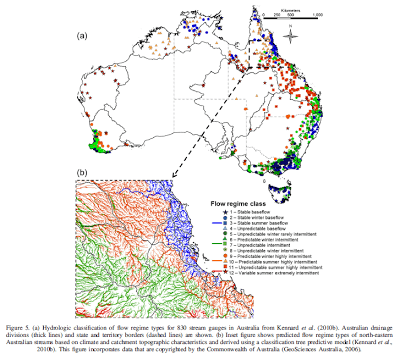 Kilometers
0 250 500 1,000
N
(a)
(b)
Flow regime class
1 – Stable baseflow
2 – Stable winter baseflow
3 – Stable summer baseflow
4 – Unpredictable baseflow
5 – Unpredictable winter rarely intermittent
6 – Predictable winter intermittent
7 – Unpredictable intermittent
8 – Unpredictable winter intermittent
9 – Predictable winter highly intermittent
10 – Predictable summer highly intermittent
11 – Unpredictable summer highly intermittent
12 – Variable summer extremely intermittent
Figure 5. (a) Hydrologic classification of flow regime types for 830 stream gauges in Australia from Kennard et al., (2010b). Australian drainage
divisions (thick lines) and state and territory borders (dashed lines) are shown. (b) Inset figure shows predicted flow regime types of north-eastern
Australian streams based on climate and catchment topographic characteristics and derived using a classification tree predictive model (Kennard et al.,
2010b). This figure incorporates data that are copyrighted by the Commonwealth of Australia (GeoSciences Australia, 2006).